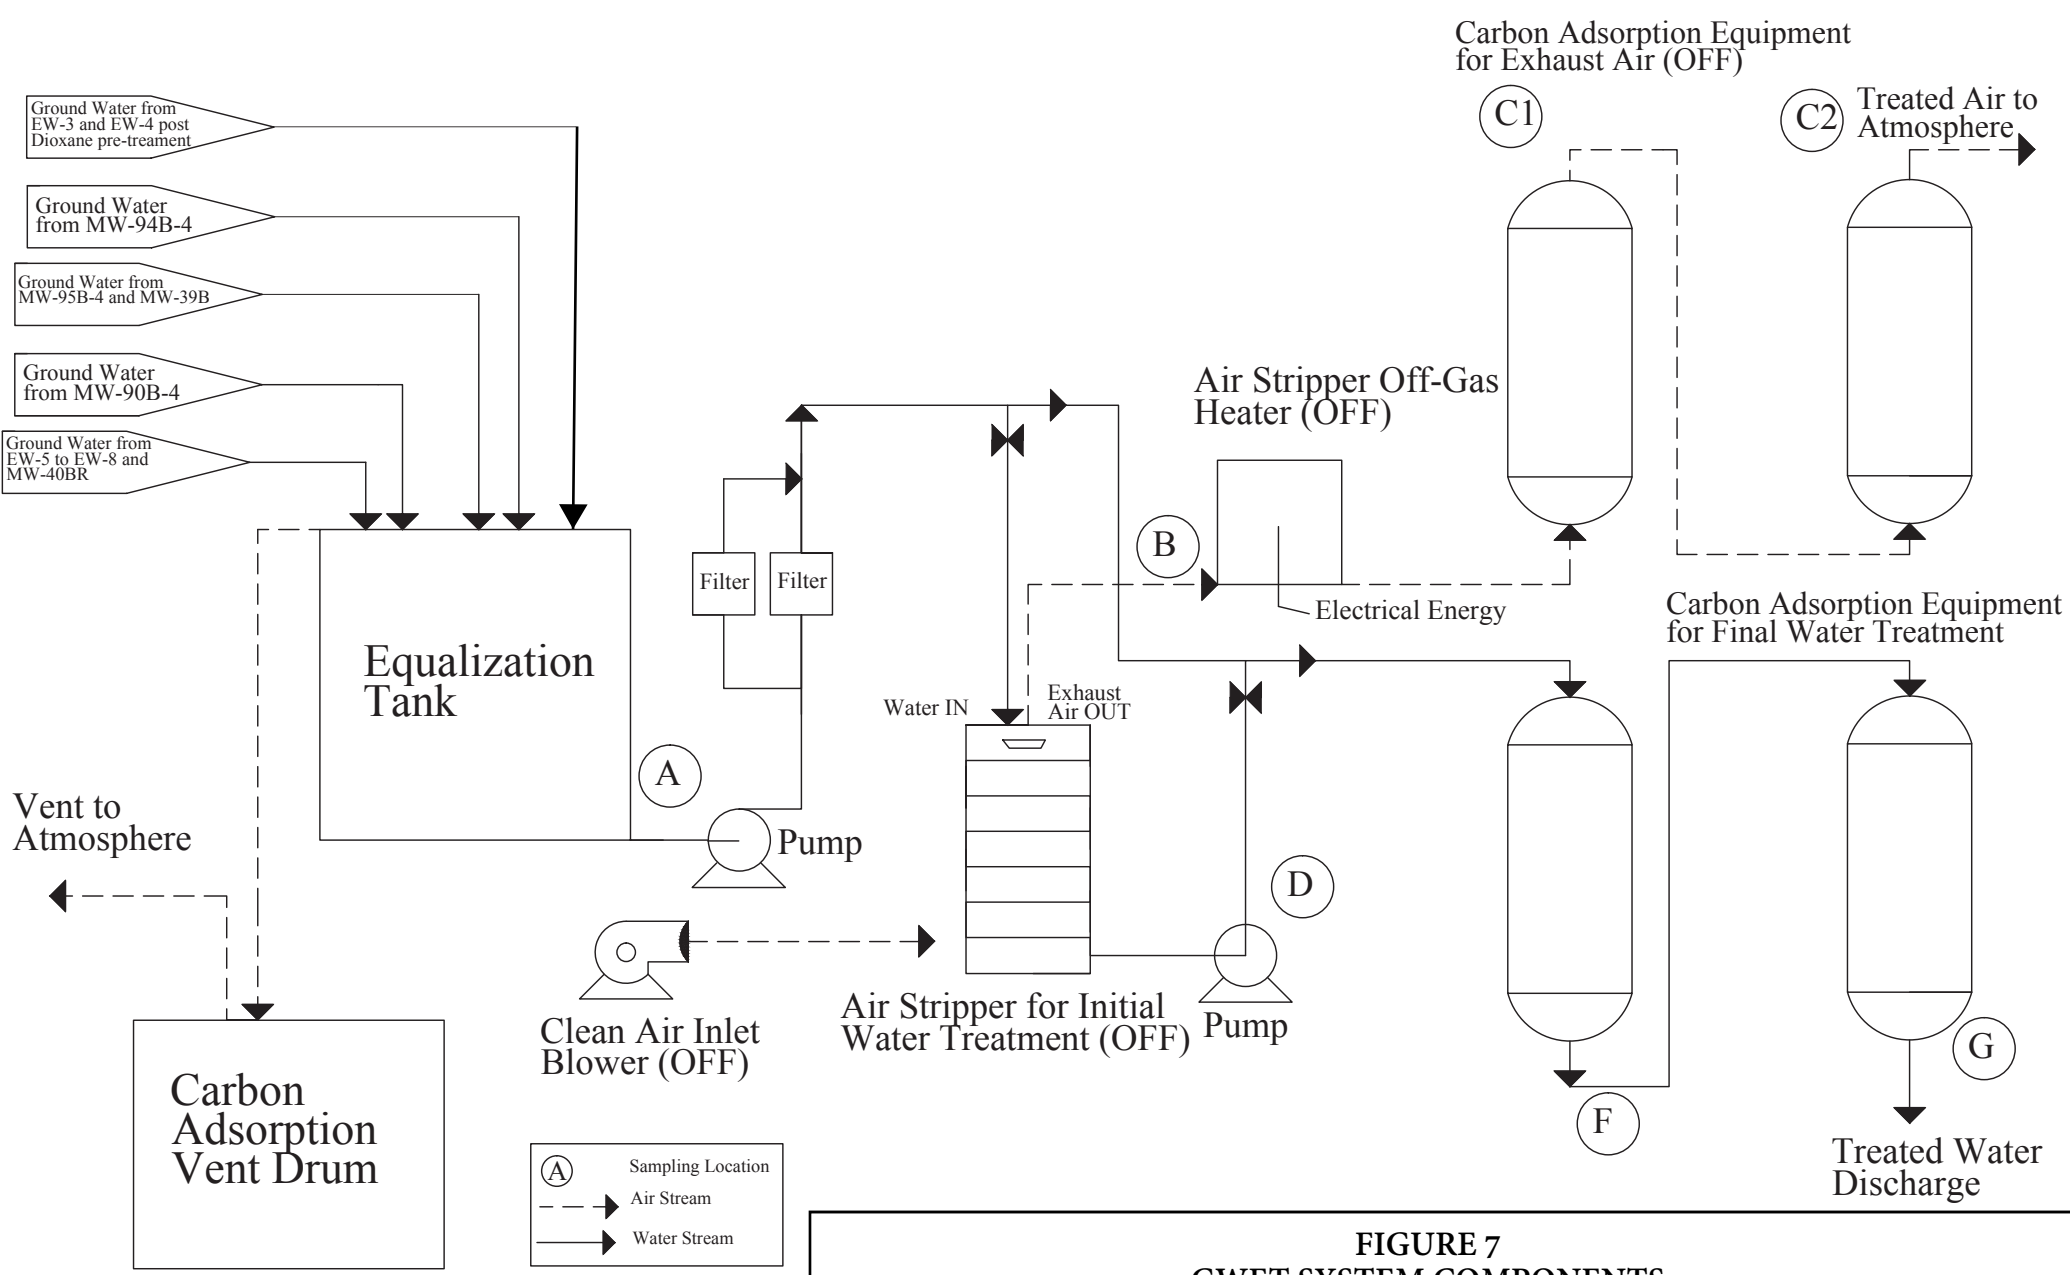 Carbon Adsorption Equipment
for Exhaust Air (OFF)
C1
C2
Treated Air to
Atmosphere
Ground Water from
EW-3 and EW-4 post
Dioxane pre-treament
Ground Water
from MW-94B-4
Ground Water from
MW-95B-4 and MW-39B
Ground Water
from MW-90B-4
Ground Water from
EW-5 to EW-8 and
MW-40BR
Air Stripper Off-Gas
Heater (OFF)
B
Filter
Filter
Electrical Energy
Carbon Adsorption Equipment
for Final Water Treatment
Equalization
Tank
Water IN
Exhaust
Air OUT
A
Pump
Vent to
Atmosphere
D
Clean Air Inlet
Blower (OFF)
Air Stripper for Initial
Water Treatment (OFF)
Pump
G
F
Carbon
Adsorption
Vent Drum
A
Sampling Location
Air Stream
Water Stream
Treated Water
Discharge
FIGURE 7
GWET SYSTEM COMPONENTS